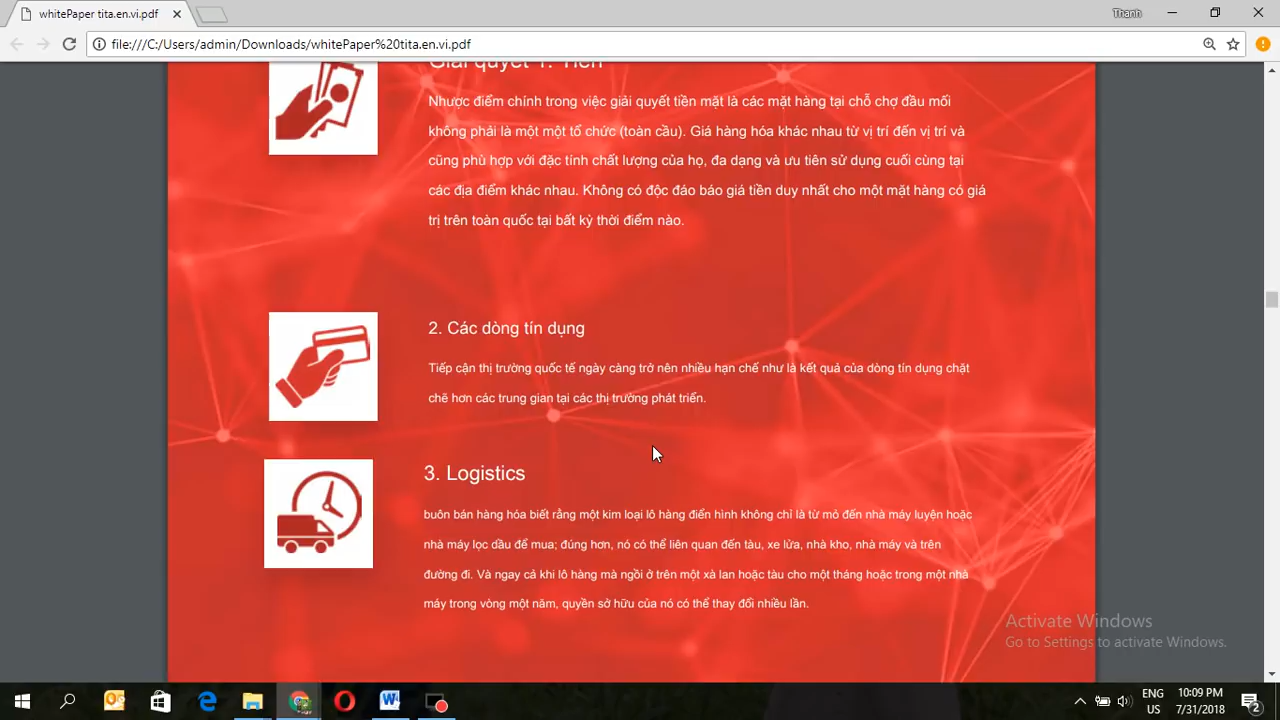 whitePaper tita.en.vi.pdf
Thanh
file:///C:/Users/admin/Downloads/whitePaper%20tita.en.vi.pdf
Giải quyết 1. Tiền
Nhược điểm chính trong việc giải quyết tiền mặt là các mặt hàng tại chỗ chợ đầu mối
không phải là một một tổ chức (toàn cầu). Giá hàng hóa khác nhau từ vị trí đến vị trí và
cũng phù hợp với đặc tính chất lượng của họ, đa dạng và ưu tiên sử dụng cuối cùng tại
các địa điểm khác nhau. Không có độc đáo báo giá tiền duy nhất cho một mặt hàng có giá
trị trên toàn quốc tại bất kỳ thời điểm nào.
2. Các dòng tín dụng
Tiếp cận thị trường quốc tế ngày càng trở nên nhiều hạn chế như là kết quả của dòng tín dụng chặt
chẽ hơn các trung gian tại các thị trường phát triển.
3. Logistics
buôn bán hàng hóa biết rằng một kim loại lô hàng điển hình không chỉ là từ mỏ đến nhà máy luyện hoặc
nhà máy lọc dầu để mua; đúng hơn, nó có thể liên quan đến tàu, xe lửa, nhà kho, nhà máy và trên
đường đi. Và ngay cả khi lô hàng mà ngồi ở trên một xà lan hoặc tàu cho một tháng hoặc trong một nhà
máy trong vòng một năm, quyền sở hữu của nó có thể thay đổi nhiều lần.
Activate Windows
Go to Settings to activate Windows.
ENG
US
10:09 PM
7/31/2018
2